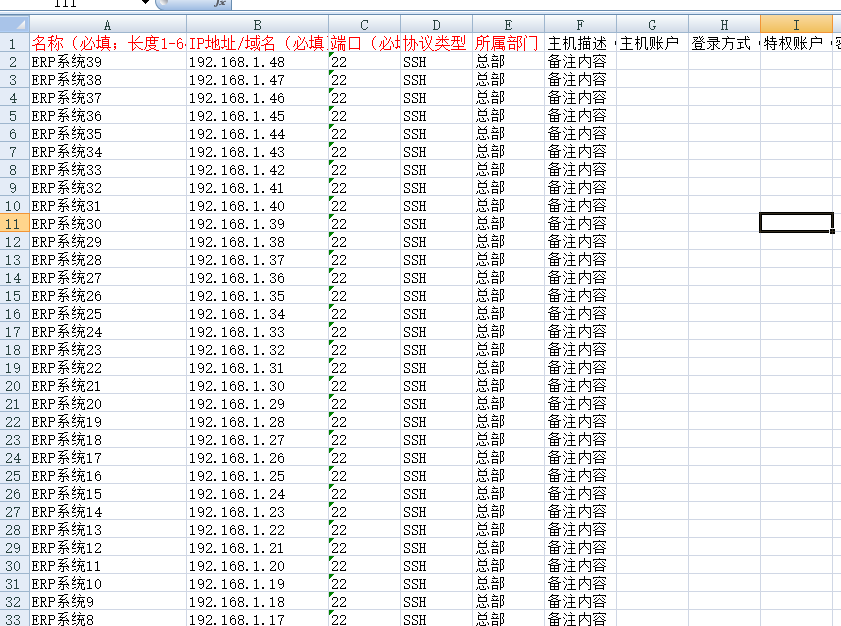 I11 fx
A B C D E F G H I
1 名称（必填；长度1-64 IP地址/域名（必填 端口（必填 协议类型 所属部门 主机描述 主机账户 登录方式 特权账户
2 ERP系统39 192.168.1.48 22 SSH 总部 备注内容
3 ERP系统38 192.168.1.47 22 SSH 总部 备注内容
4 ERP系统37 192.168.1.46 22 SSH 总部 备注内容
5 ERP系统36 192.168.1.45 22 SSH 总部 备注内容
6 ERP系统35 192.168.1.44 22 SSH 总部 备注内容
7 ERP系统34 192.168.1.43 22 SSH 总部 备注内容
8 ERP系统33 192.168.1.42 22 SSH 总部 备注内容
9 ERP系统32 192.168.1.41 22 SSH 总部 备注内容
10 ERP系统31 192.168.1.40 22 SSH 总部 备注内容
11 ERP系统30 192.168.1.39 22 SSH 总部 备注内容
12 ERP系统29 192.168.1.38 22 SSH 总部 备注内容
13 ERP系统28 192.168.1.37 22 SSH 总部 备注内容
14 ERP系统27 192.168.1.36 22 SSH 总部 备注内容
15 ERP系统26 192.168.1.35 22 SSH 总部 备注内容
16 ERP系统25 192.168.1.34 22 SSH 总部 备注内容
17 ERP系统24 192.168.1.33 22 SSH 总部 备注内容
18 ERP系统23 192.168.1.32 22 SSH 总部 备注内容
19 ERP系统22 192.168.1.31 22 SSH 总部 备注内容
20 ERP系统21 192.168.1.30 22 SSH 总部 备注内容
21 ERP系统20 192.168.1.29 22 SSH 总部 备注内容
22 ERP系统19 192.168.1.28 22 SSH 总部 备注内容
23 ERP系统18 192.168.1.27 22 SSH 总部 备注内容
24 ERP系统17 192.168.1.26 22 SSH 总部 备注内容
25 ERP系统16 192.168.1.25 22 SSH 总部 备注内容
26 ERP系统15 192.168.1.24 22 SSH 总部 备注内容
27 ERP系统14 192.168.1.23 22 SSH 总部 备注内容
28 ERP系统13 192.168.1.22 22 SSH 总部 备注内容
29 ERP系统12 192.168.1.21 22 SSH 总部 备注内容
30 ERP系统11 192.168.1.20 22 SSH 总部 备注内容
31 ERP系统10 192.168.1.19 22 SSH 总部 备注内容
32 ERP系统9 192.168.1.18 22 SSH 总部 备注内容
33 ERP系统8 192.168.1.17 22 SSH 总部 备注内容